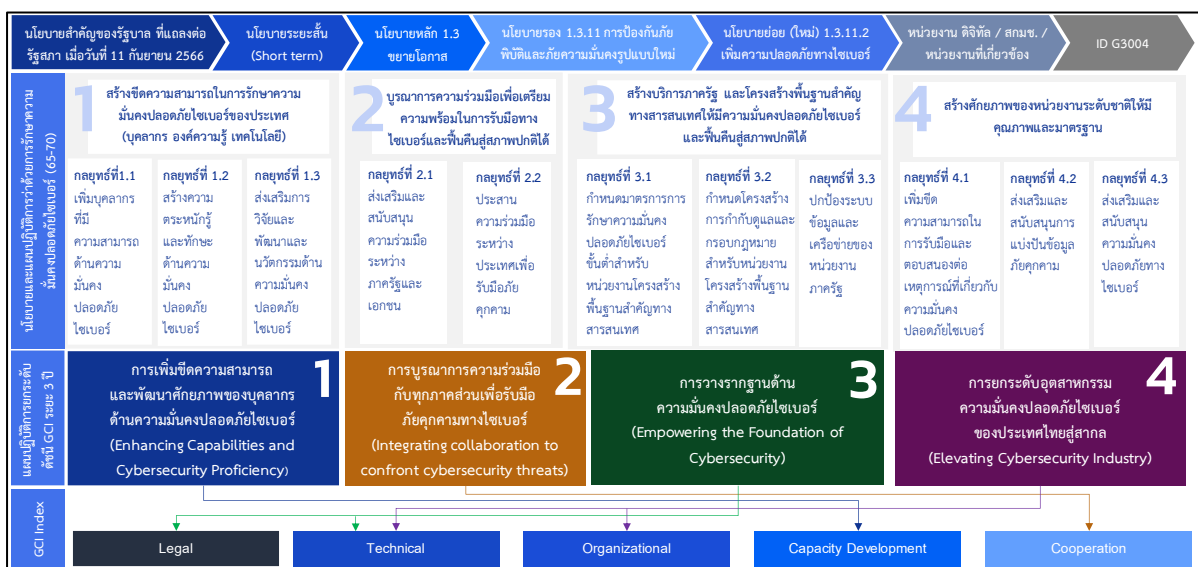 นโยบายสำคัญของรัฐบาล ที่แถลงต่อ
รัฐสภา เมื่อวันที่ 11 กันยายน 2566
นโยบายระยะสั้น
(Short term)
นโยบายหลัก 1.3
ขยายโอกาส
นโยบายรอง 1.3.11 การป้องกันภัย
พิบัติและภัยความมั่นคงรูปแบบใหม่
นโยบายย่อย (ใหม่) 1.3.11.2
เพิ่มความปลอดภัยทางไซเบอร์
หน่วยงาน ดิจิทัล / สกมช. /
หน่วยงานที่เกี่ยวข้อง
ID G3004
นโยบายและแผนปฏิบัติการว่าด้วยการรักษาความ
มั่นคงปลอดภัยไซเบอร์ (65-70)
1
สร้างขีดความสามารถในการรักษาความ
มั่นคงปลอดภัยไซเบอร์ของประเทศ
(บุคลากร องค์ความรู้ เทคโนโลยี)
กลยุทธ์ที่1.1
เพิ่มบุคลากร
ที่มี
ความสามารถ
ด้านความ
มั่นคง
ปลอดภัย
ไซเบอร์
กลยุทธ์ที่ 1.2
สร้างความ
ตระหนักรู้
และทักษะ
ด้านความ
มั่นคง
ปลอดภัย
ไซเบอร์
กลยุทธ์ที่ 1.3
ส่งเสริมการ
วิจัยและ
พัฒนาและ
นวัตกรรมด้าน
ความมั่นคง
ปลอดภัย
ไซเบอร์
2
บูรณาการความร่วมมือเพื่อเตรียม
ความพร้อมในการรับมือทาง
ไซเบอร์และฟื้นคืนสู่สภาพปกติได้
กลยุทธ์ที่ 2.1
ส่งเสริมและ
สนับสนุน
ความร่วมมือ
ระหว่าง
ภาครัฐและ
เอกชน
กลยุทธ์ที่ 2.2
ประสาน
ความร่วมมือ
ระหว่าง
ประเทศเพื่อ
รับมือภัย
คุกคาม
3
สร้างบริการภาครัฐ และโครงสร้างพื้นฐานสำคัญ
ทางสารสนเทศให้มีความมั่นคงปลอดภัยไซเบอร์
และฟื้นคืนสู่สภาพปกติได้
กลยุทธ์ที่ 3.1
กำหนดมาตรการการ
รักษาความมั่นคง
ปลอดภัยไซเบอร์
ขั้นต่ำสำหรับ
หน่วยงานโครงสร้าง
พื้นฐานสำคัญทาง
สารสนเทศ
กลยุทธ์ที่ 3.2
กำหนดโครงสร้าง
การกำกับดูแลและ
กรอบกฎหมาย
สำหรับหน่วยงาน
โครงสร้างพื้นฐาน
สำคัญทาง
สารสนเทศ
กลยุทธ์ที่ 3.3
ปกป้องระบบ
ข้อมูลและ
เครือข่ายของ
หน่วยงาน
ภาครัฐ
4
สร้างศักยภาพของหน่วยงานระดับชาติให้มี
คุณภาพและมาตรฐาน
กลยุทธ์ที่ 4.1
เพิ่มขีด
ความสามารถใน
การรับมือและ
ตอบสนองต่อ
เหตุการณ์ที่เกี่ยวกับ
ความมั่นคง
ปลอดภัยไซเบอร์
กลยุทธ์ที่ 4.2
ส่งเสริมและ
สนับสนุนการ
แบ่งปันข้อมูล
ภัยคุกคาม
กลยุทธ์ที่ 4.3
ส่งเสริมและ
สนับสนุน
ความมั่นคง
ปลอดภัยทาง
ไซเบอร์
แผนปฏิบัติการยกระดับ
ดัชนี GCI ระยะ 3 ปี
การเพิ่มขีดความสามารถ
และพัฒนาศักยภาพของบุคลากร
ด้านความมั่นคงปลอดภัยไซเบอร์
(Enhancing Capabilities and
Cybersecurity Proficiency)
1
การบูรณาการความร่วมมือ
กับทุกภาคส่วนเพื่อรับมือ
ภัยคุกคามทางไซเบอร์
(Integrating collaboration to
confront cybersecurity threats)
2
การวางรากฐานด้าน
ความมั่นคงปลอดภัยไซเบอร์
(Empowering the Foundation of
Cybersecurity)
3
การยกระดับอุตสาหกรรม
ความมั่นคงปลอดภัยไซเบอร์
ของประเทศไทยสู่สากล
(Elevating Cybersecurity Industry)
4
GCI Index
Legal
Technical
Organizational
Capacity Development
Cooperation